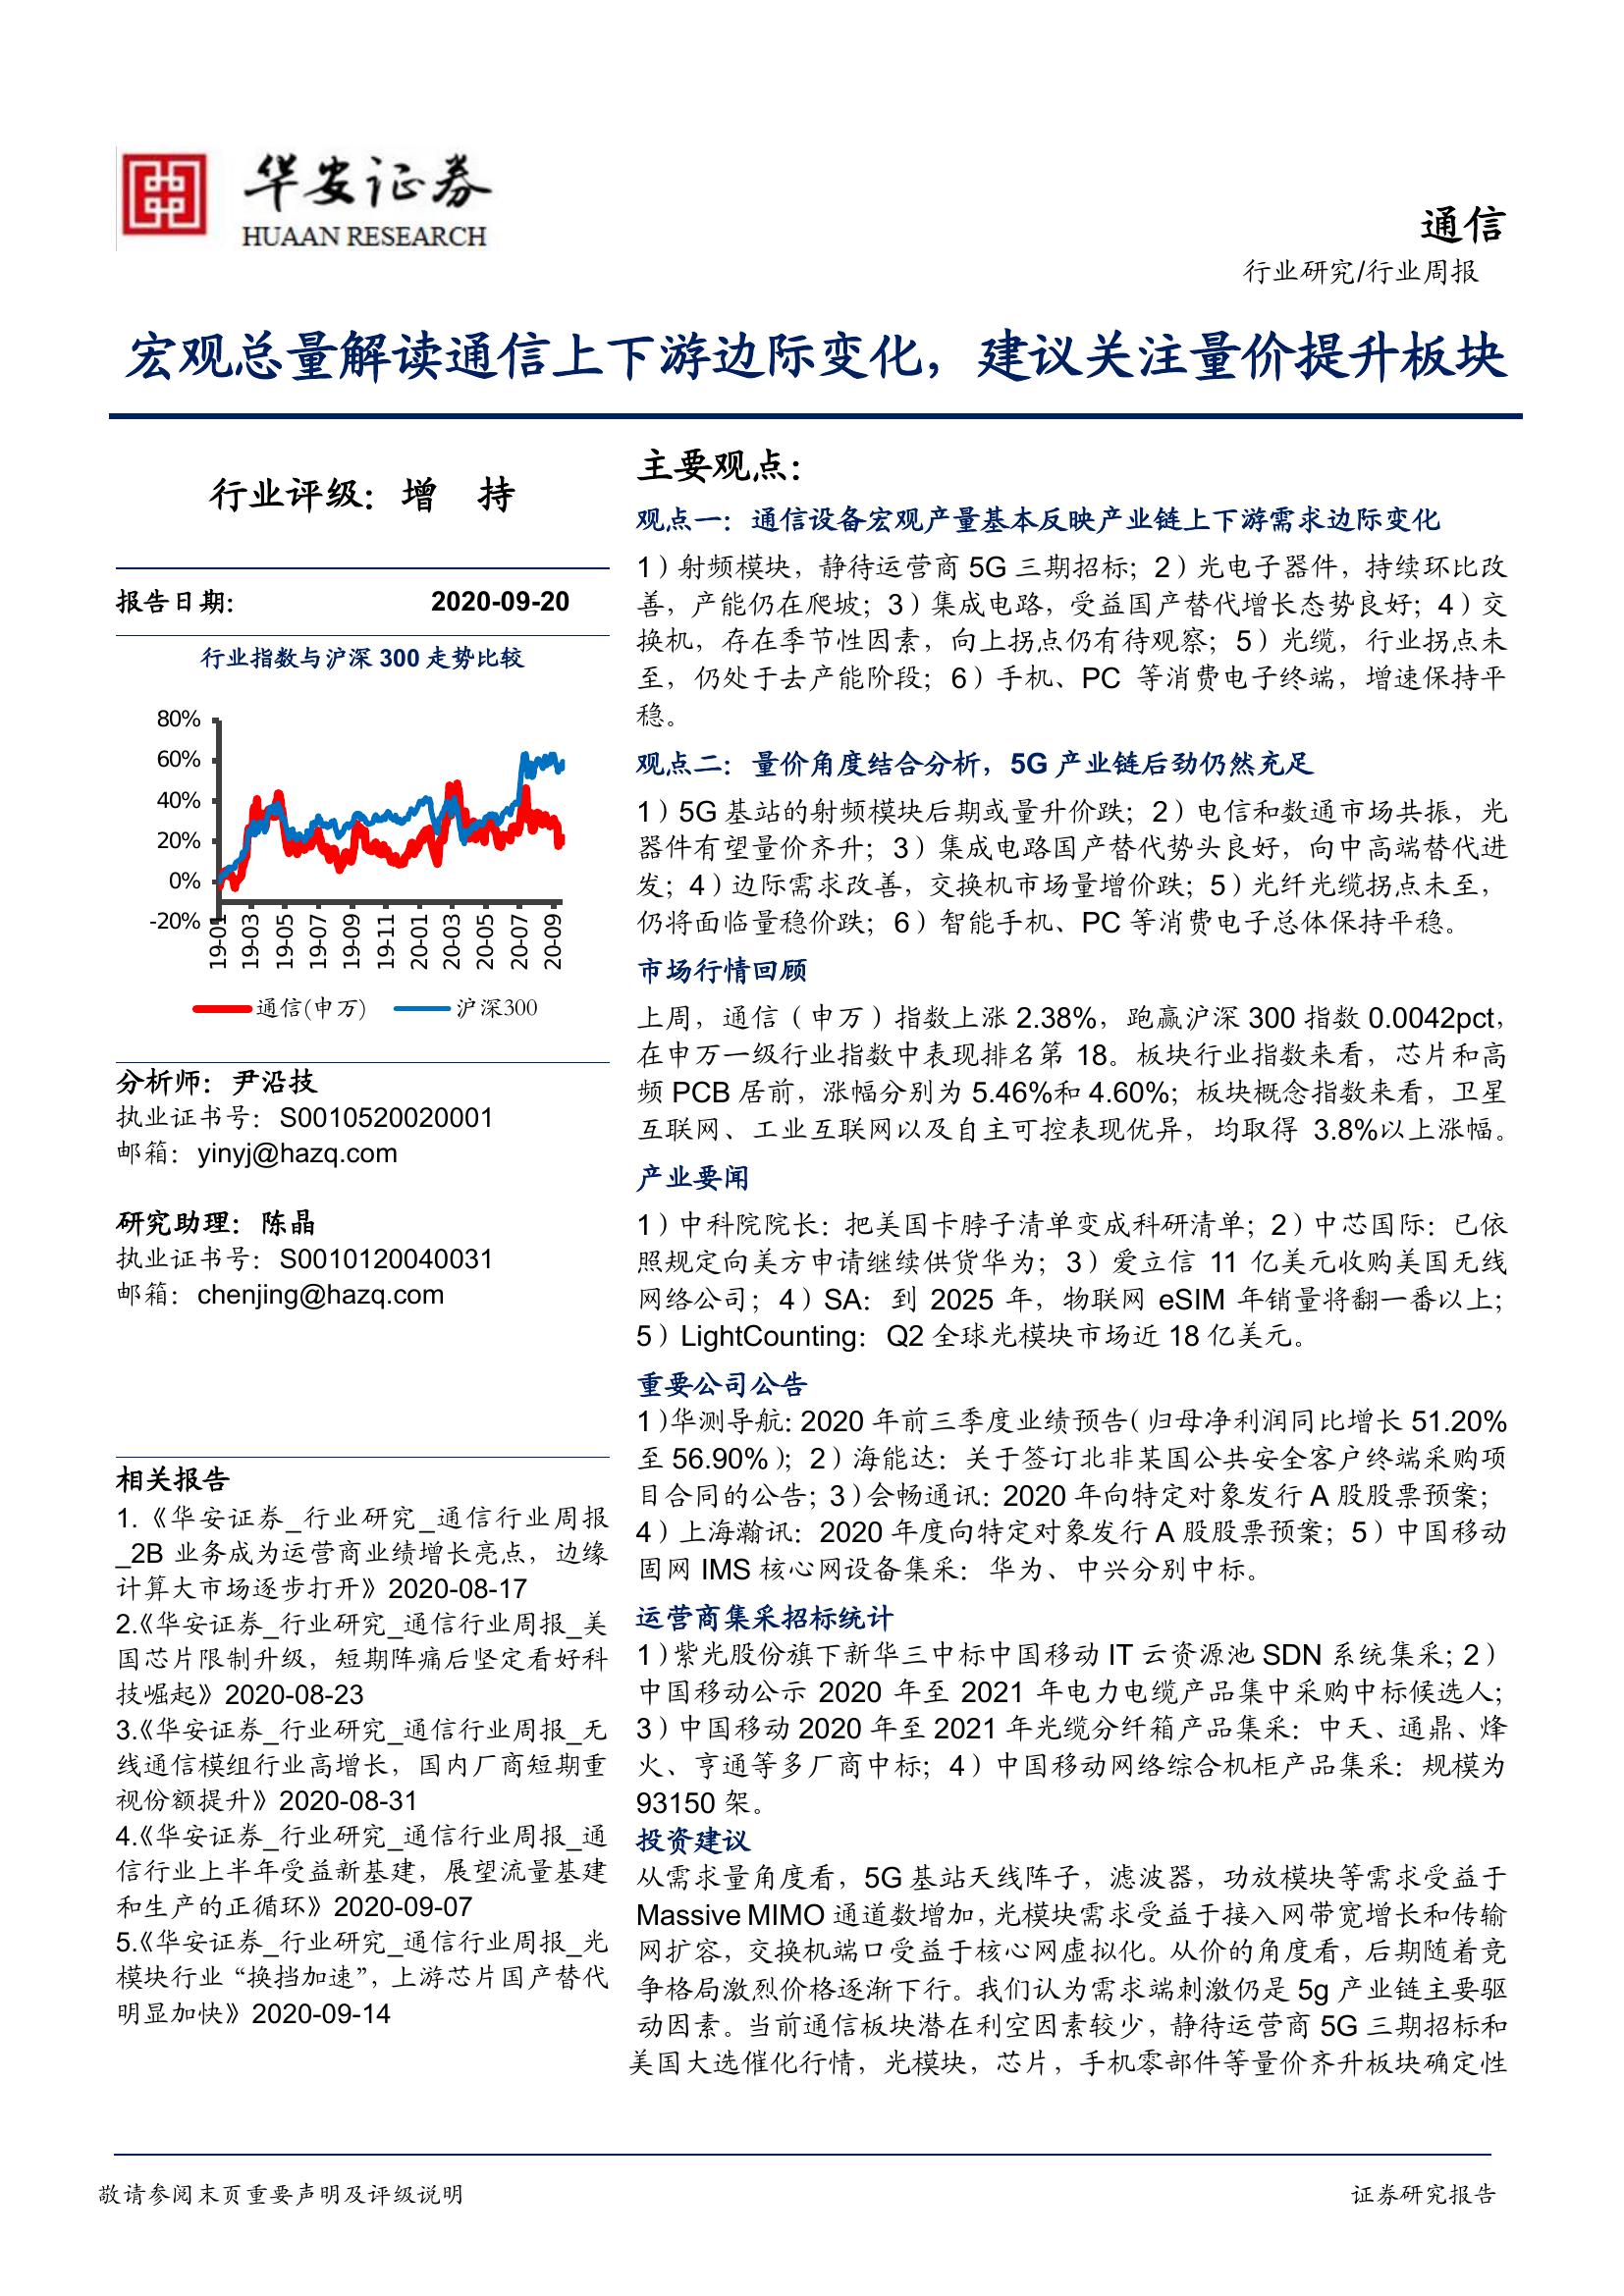 华安证券
HUAAN RESEARCH
通信
行业研究/行业周报
宏观总量解读通信上下游边际变化，建议关注量价提升板块
行业评级：增 持
报告日期： 2020-09-20
行业指数与沪深 300 走势比较
80%
60%
40%
20%
0%
-20%
19-01
19-03
19-05
19-07
19-09
19-11
20-01
20-03
20-05
20-07
20-09
通信(申万) 沪深300
分析师：尹沿技
执业证书号：S0010520020001
邮箱：yinyj@hazq.com
研究助理：陈晶
执业证书号：S0010120040031
邮箱：chenjing@hazq.com
相关报告
1.《华安证券_行业研究_通信行业周报
_2B 业务成为运营商业绩增长亮点，边缘
计算大市场逐步打开》2020-08-17
2.《华安证券_行业研究_通信行业周报_美
国芯片限制升级，短期阵痛后坚定看好科
技崛起》2020-08-23
3.《华安证券_行业研究_通信行业周报_无
线通信模组行业高增长，国内厂商短期重
视份额提升》2020-08-31
4.《华安证券_行业研究_通信行业周报_通
信行业上半年受益新基建，展望流量基建
和生产的正循环》2020-09-07
5.《华安证券_行业研究_通信行业周报_光
模块行业 “换挡加速”，上游芯片国产替代
明显加快》2020-09-14
主要观点：
观点一：通信设备宏观产量基本反映产业链上下游需求边际变化
1）射频模块，静待运营商 5G 三期招标；2）光电子器件，持续环比改
善，产能仍在爬坡；3）集成电路，受益国产替代增长态势良好；4）交
换机，存在季节性因素，向上拐点仍有待观察；5）光缆，行业拐点未
至，仍处于去产能阶段；6）手机、PC 等消费电子终端，增速保持平
稳。
观点二：量价角度结合分析，5G 产业链后劲仍然充足
1）5G 基站的射频模块后期或量升价跌；2）电信和数通市场共振，光
器件有望量价齐升；3）集成电路国产替代势头良好，向中高端替代进
发；4）边际需求改善，交换机市场量增价跌；5）光纤光缆拐点未至，
仍将面临量稳价跌；6）智能手机、PC 等消费电子总体保持平稳。
市场行情回顾
上周，通信（申万）指数上涨 2.38%，跑赢沪深 300 指数 0.0042pct，
在申万一级行业指数中表现排名第 18。板块行业指数来看，芯片和高
频 PCB 居前，涨幅分别为 5.46%和 4.60%；板块概念指数来看，卫星
互联网、工业互联网以及自主可控表现优异，均取得 3.8%以上涨幅。
产业要闻
1）中科院院长：把美国卡脖子清单变成科研清单；2）中芯国际：已依
照规定向美方申请继续供货华为；3）爱立信 11 亿美元收购美国无线
网络公司；4）SA：到 2025 年，物联网 eSIM 年销量将翻一番以上；
5）LightCounting：Q2 全球光模块市场近 18 亿美元。
重要公司公告
1）华测导航：2020 年前三季度业绩预告（归母净利润同比增长 51.20%
至 56.90%）；2）海能达：关于签订北非某国公共安全客户终端采购项
目合同的公告；3）会畅通讯：2020 年向特定对象发行 A 股股票预案；
4）上海瀚讯：2020 年度向特定对象发行 A 股股票预案；5）中国移动
固网 IMS 核心网设备集采：华为、中兴分别中标。
运营商集采招标统计
1）紫光股份旗下新华三中标中国移动 IT 云资源池 SDN 系统集采；2）
中国移动公示 2020 年至 2021 年电力电缆产品集中采购中标候选人；
3）中国移动 2020 年至 2021 年光缆分纤箱产品集采：中天、通鼎、烽
火、亨通等多厂商中标；4）中国移动网络综合机柜产品集采：规模为
93150 架。
投资建议
从需求量角度看，5G 基站天线阵子，滤波器，功放模块等需求受益于
Massive MIMO 通道数增加，光模块需求受益于接入网带宽增长和传输
网扩容，交换机端口受益于核心网虚拟化。从价的角度看，后期随着竞
争格局激烈价格逐渐下行。我们认为需求端刺激仍是 5g 产业链主要驱
动因素。当前通信板块潜在利空因素较少，静待运营商 5G 三期招标和
美国大选催化行情，光模块，芯片，手机零部件等量价齐升板块确定性
敬请参阅末页重要声明及评级说明
证券研究报告